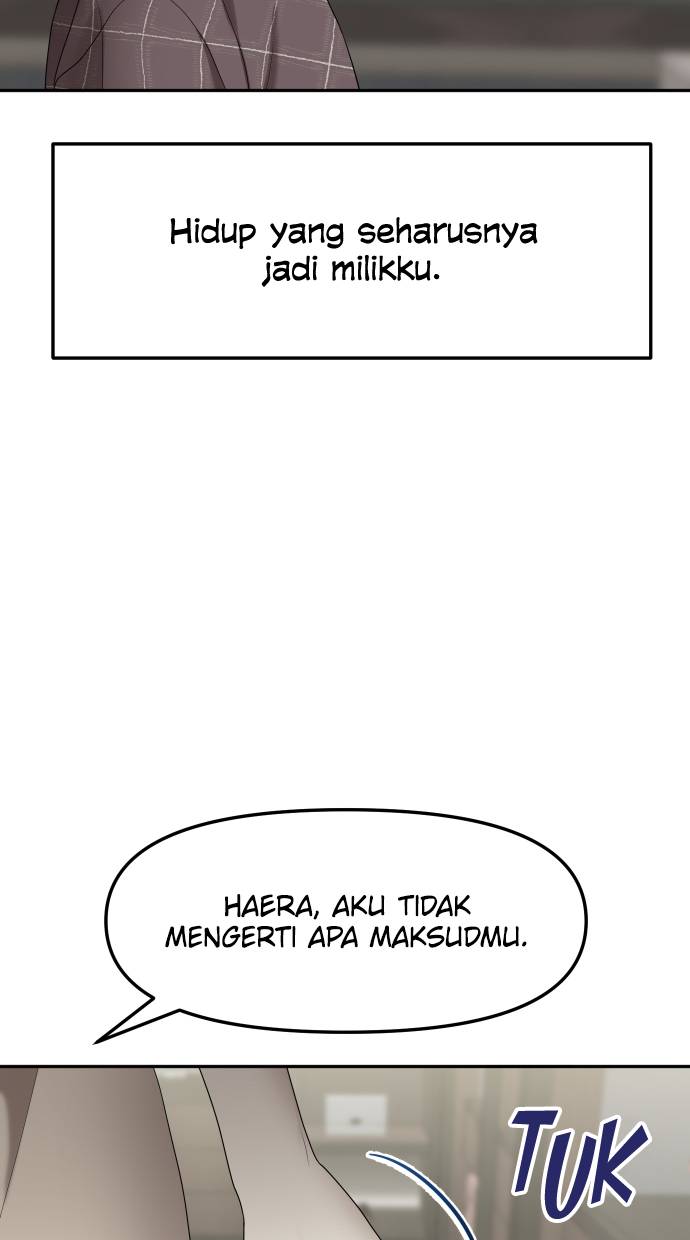 Hidup yang seharusnya
jadi milikku.
HAERA, AKU TIDAK
MENGERTI APA MAKSUDMU.
TUK